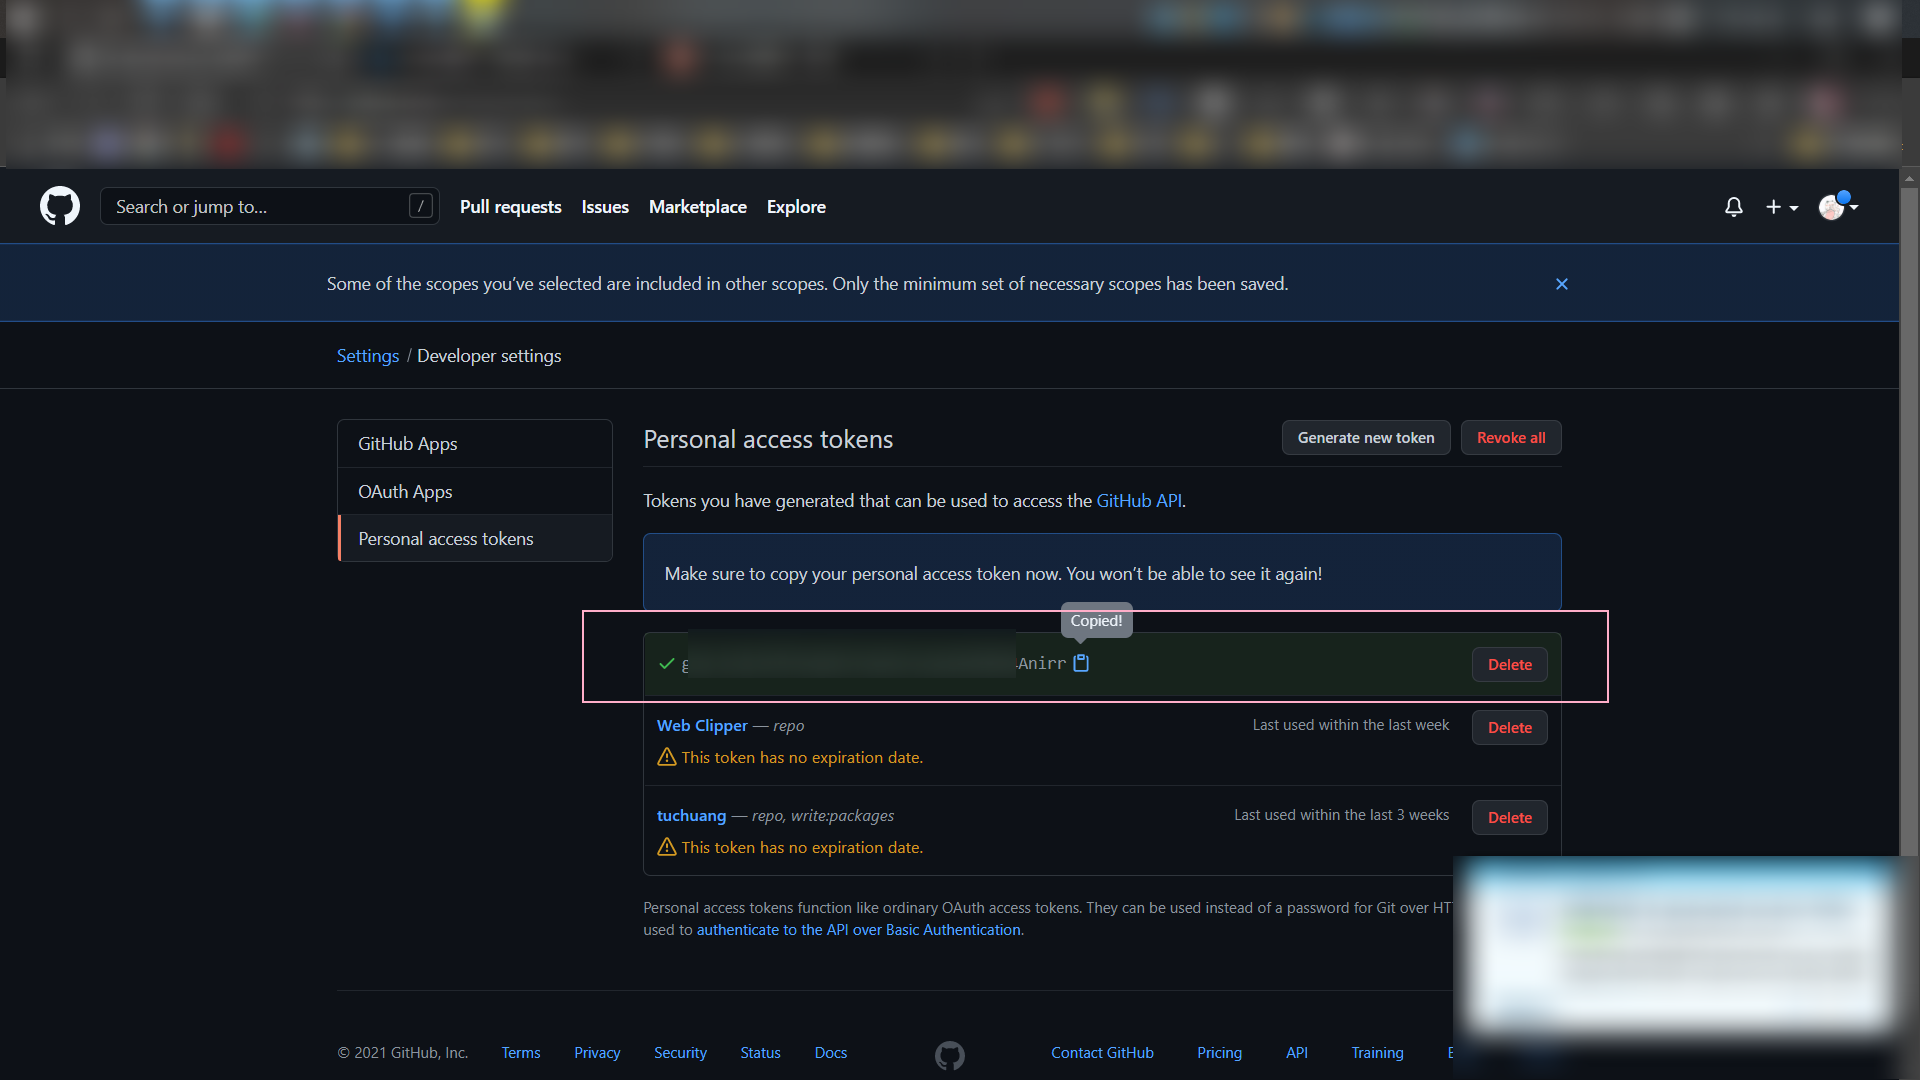 Search or jump to... /
Pull requests Issues Marketplace Explore
Some of the scopes you’ve selected are included in other scopes. Only the minimum set of necessary scopes has been saved.
Settings / Developer settings
GitHub Apps
OAuth Apps
Personal access tokens
Personal access tokens
Generate new token
Revoke all
Tokens you have generated that can be used to access the GitHub API.
Make sure to copy your personal access token now. You won’t be able to see it again!
Copied!
Anirr
Delete
Web Clipper — repo
Last used within the last week
Delete
This token has no expiration date.
tuchuang — repo, write:packages
Last used within the last 3 weeks
Delete
This token has no expiration date.
Personal access tokens function like ordinary OAuth access tokens. They can be used instead of a password for Git over
used to authenticate to the API over Basic Authentication.
© 2021 GitHub, Inc. Terms Privacy Security Status Docs Contact GitHub Pricing API Training